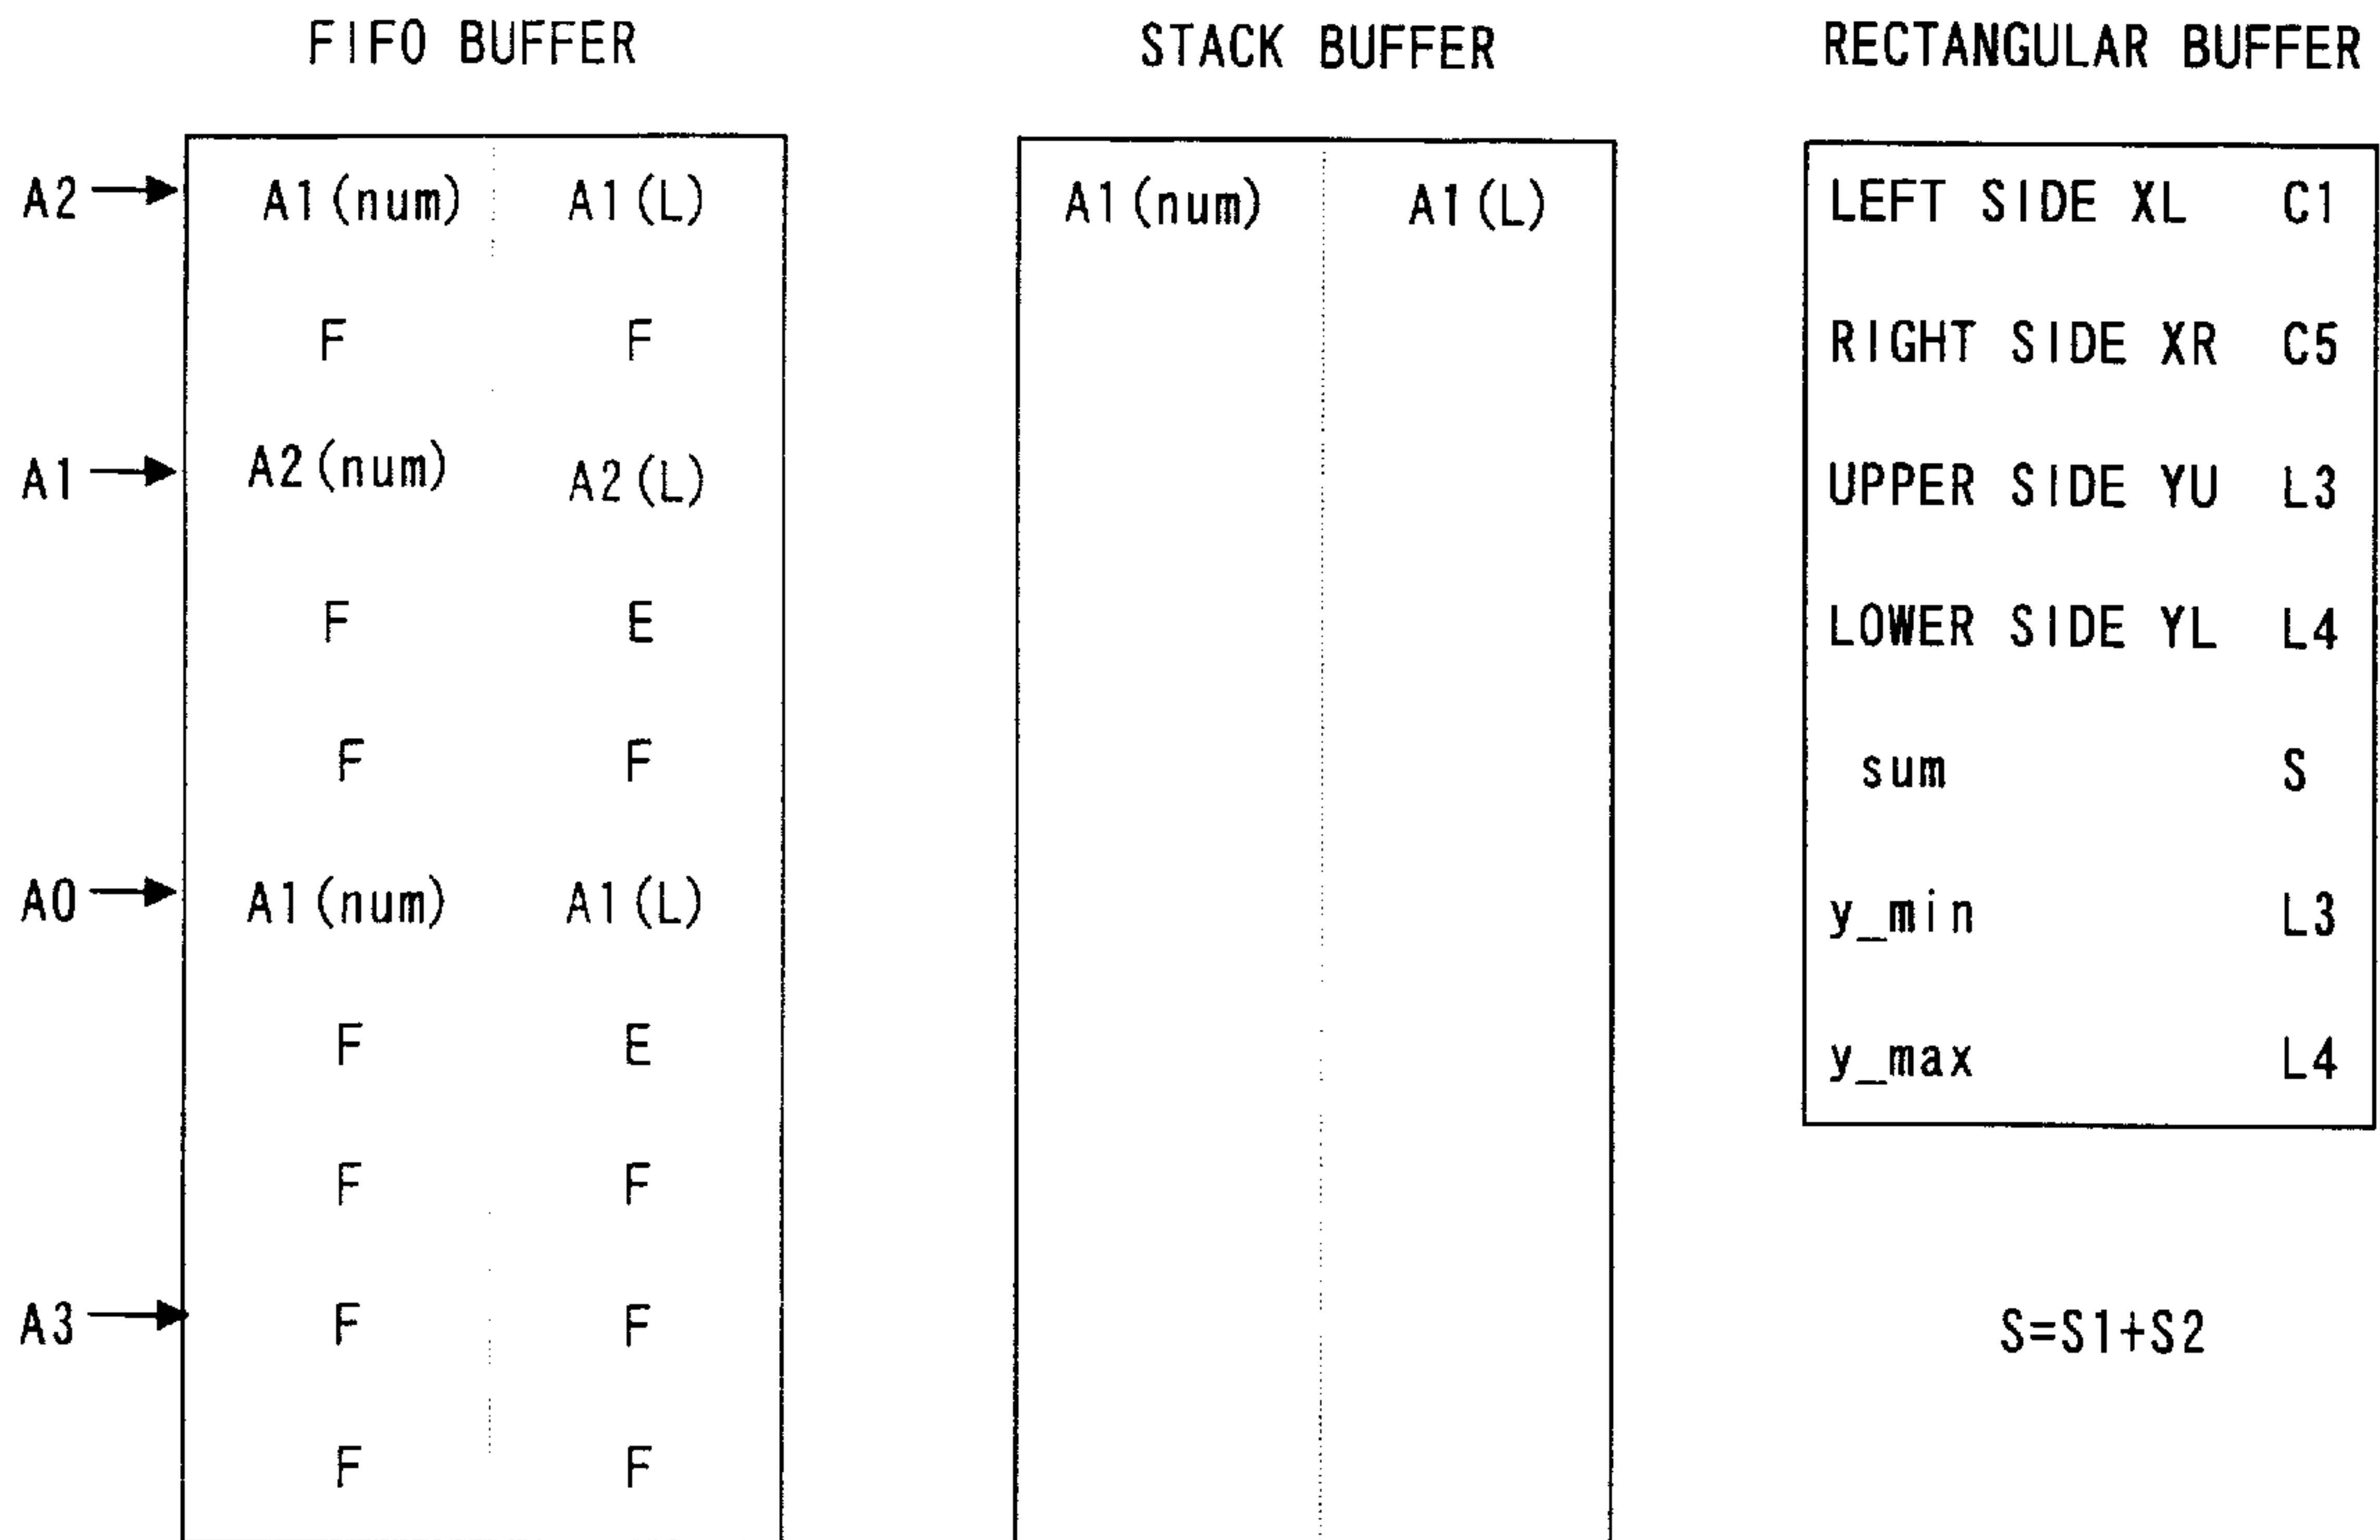 FIFO BUFFER STACK BUFFER RECTANGULAR BUFFER
A2 A1(num) A1(L) A1(num) A1(L) LEFT SIDE XL C1
F F RIGHT SIDE XR C5
A1 A2(num) A2(L) UPPER SIDE YU L3
F E LOWER SIDE YL L4
F F sum S
A0 A1(num) A1(L) y_min L3
F E y_max L4
F F
A3 F F S=S1+S2
F F